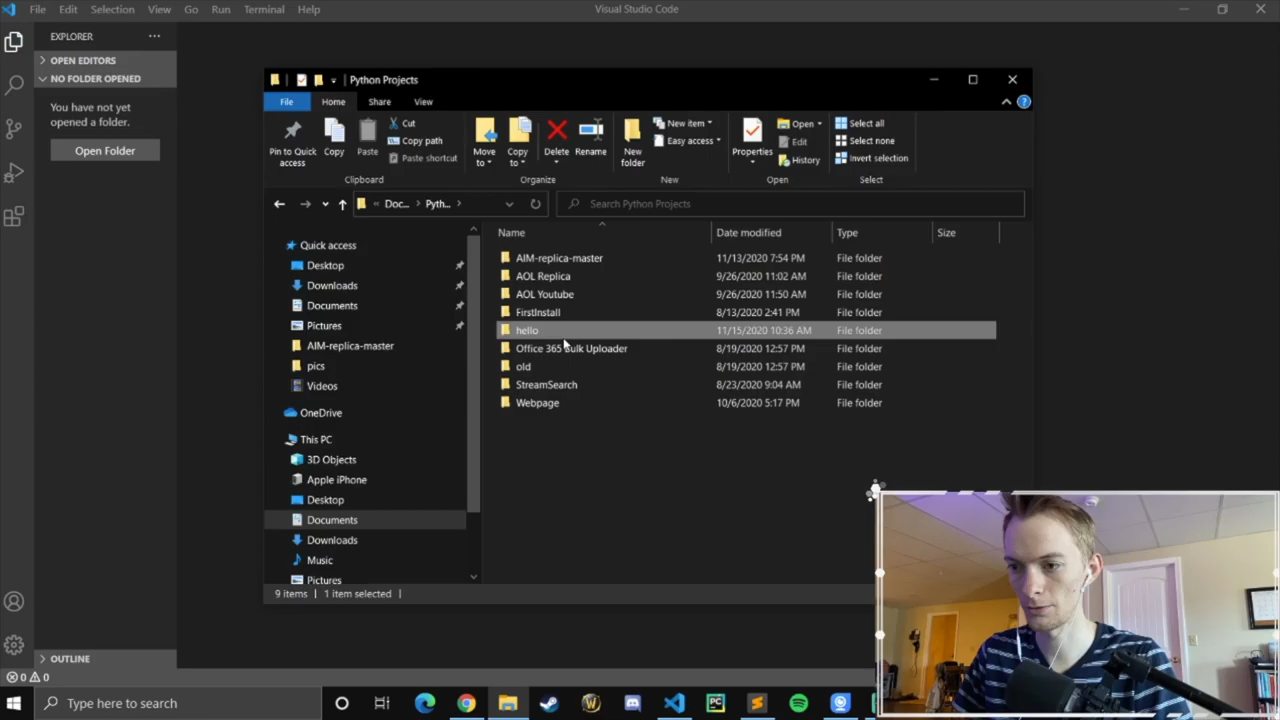 File Edit Selection View Go Run Terminal Help
Visual Studio Code
EXPLORER
OPEN EDITORS
NO FOLDER OPENED
You have not yet
opened a folder.
Open Folder
OUTLINE
0 0
Python Projects
File Home Share View
Pin to Quick
access
Copy
Paste
Cut
Copy path
Paste shortcut
Clipboard
Move
to
Copy
to
Delete
Rename
Organize
New
folder
New item
Easy access
New
Properties
Open
Edit
History
Open
Select all
Select none
Invert selection
Select
« Doc... > Pyth... >
Search Python Projects
Quick access
Desktop
Downloads
Documents
Pictures
AIM-replica-master
pics
Videos
OneDrive
This PC
3D Objects
Apple iPhone
Desktop
Documents
Downloads
Music
Pictures
Name Date modified Type Size
AIM-replica-master 11/13/2020 7:54 PM File folder
AOL Replica 9/26/2020 11:02 AM File folder
AOL Youtube 9/26/2020 11:50 AM File folder
FirstInstall 8/13/2020 2:41 PM File folder
hello 11/15/2020 10:36 AM File folder
Office 365 Bulk Uploader 8/19/2020 12:57 PM File folder
old 8/19/2020 12:57 PM File folder
StreamSearch 8/23/2020 9:04 AM File folder
Webpage 10/6/2020 5:17 PM File folder
9 items 1 item selected
Type here to search